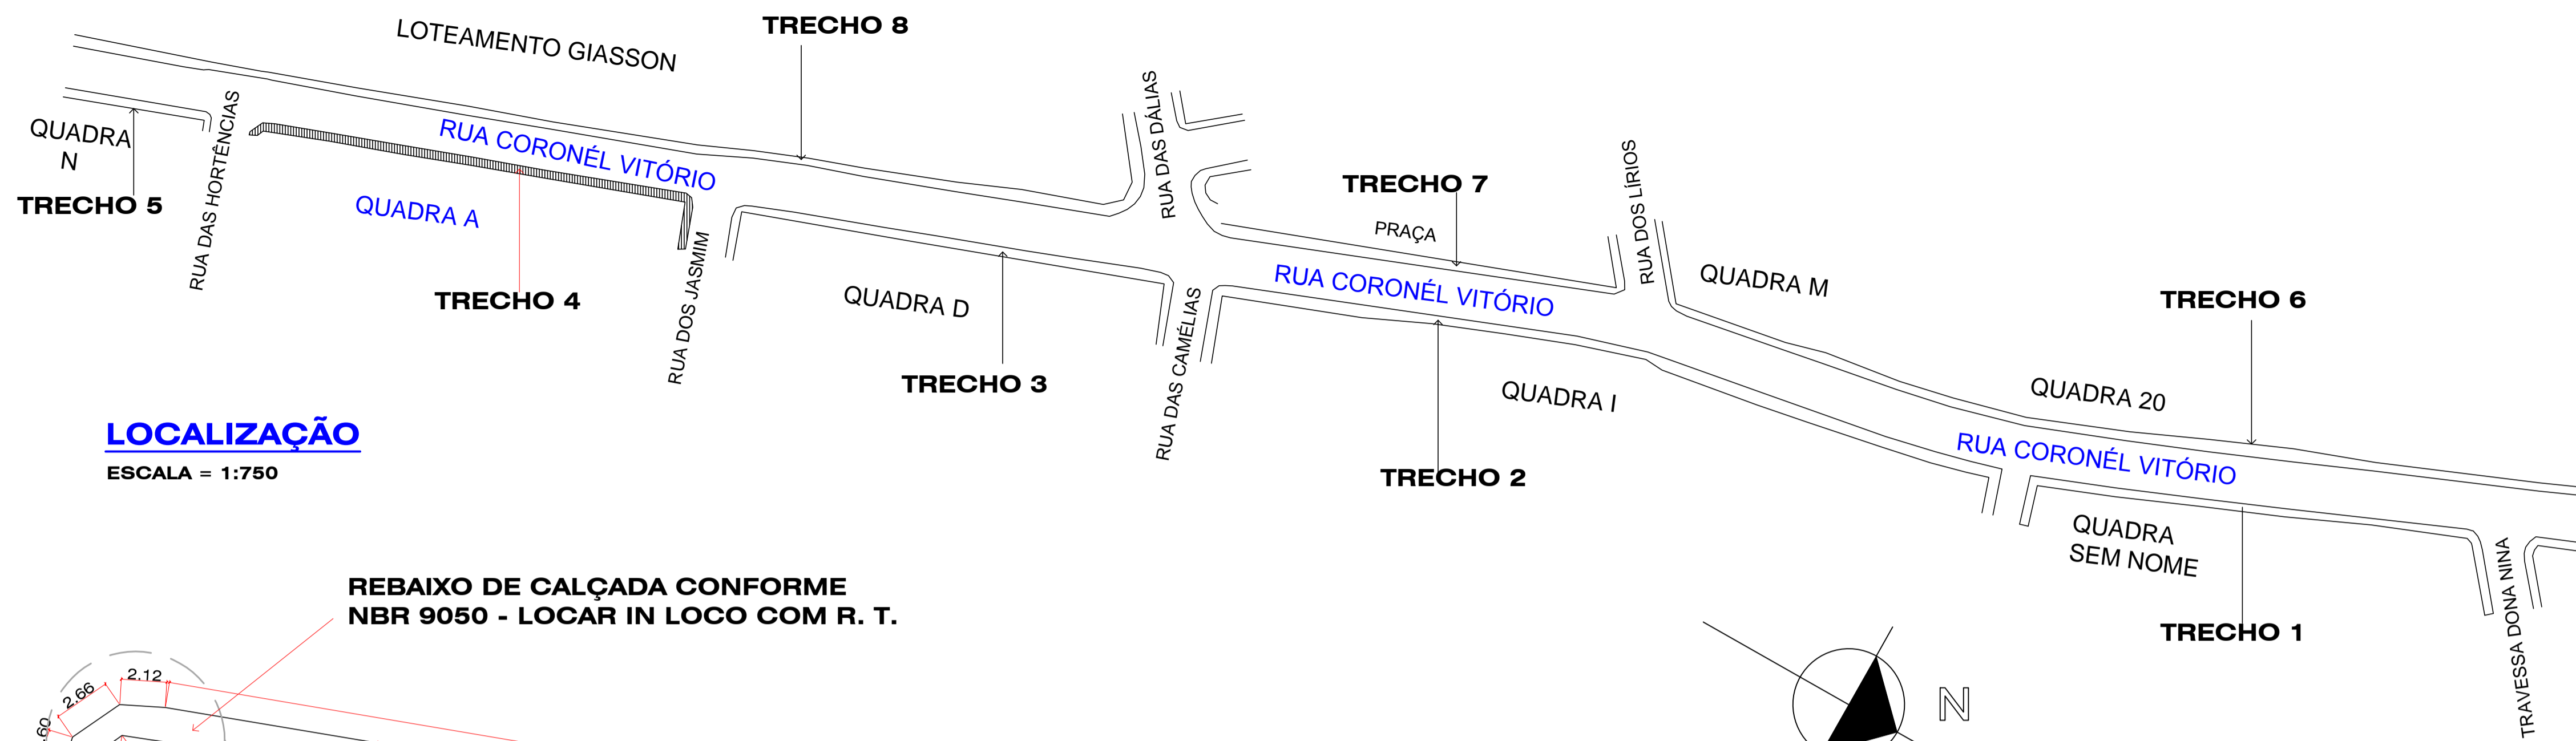 TRECHO 8
LOTEAMENTO GIASSON
RUA DAS DÁLIAS
RUA CORONÉL VITÓRIO
QUADRA
N
RUA DAS HORTÊNCIAS
TRECHO 5
QUADRA A
TRECHO 4
RUA DOS JASMIM
QUADRA D
TRECHO 3
RUA DAS CAMÉLIAS
TRECHO 7
PRAÇA
RUA DOS LÍRIOS
RUA CORONÉL VITÓRIO
QUADRA M
TRECHO 6
QUADRA I
QUADRA 20
TRECHO 2
RUA CORONÉL VITÓRIO
QUADRA
SEM NOME
TRECHO 1
TRAVESSA DONA NINA
LOCALIZAÇÃO
ESCALA = 1:750
REBAIXO DE CALÇADA CONFORME
NBR 9050 - LOCAR IN LOCO COM R. T.
2.12
2.66
.60
N